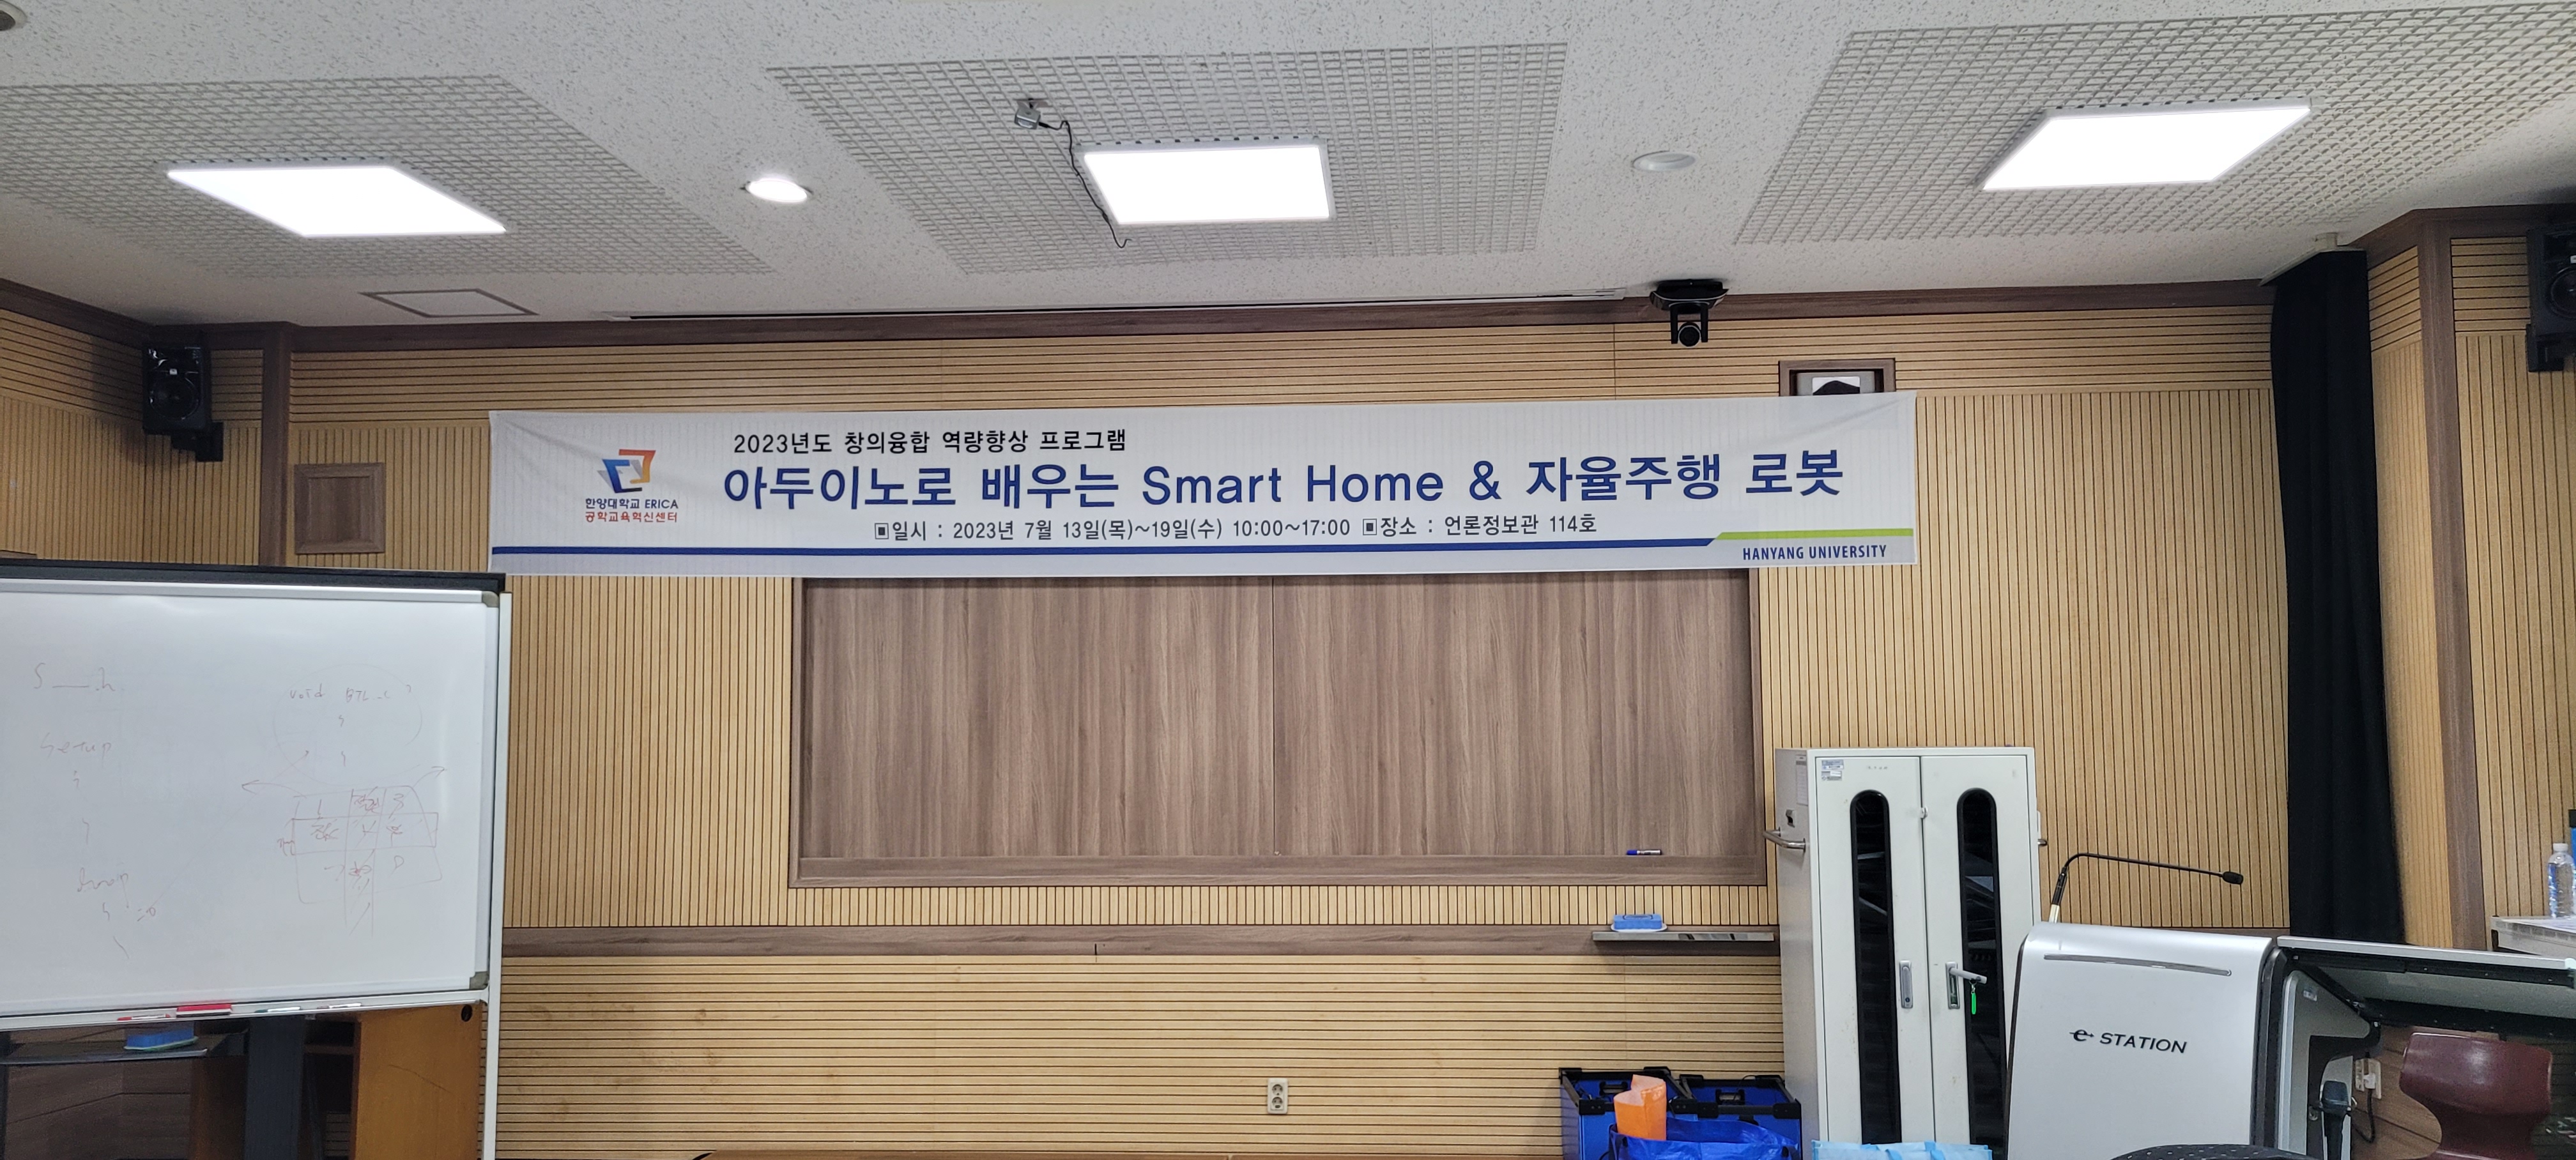 2023년도 창의융합 역량향상 프로그램
아두이노로 배우는 Smart Home & 자율주행 로봇
한양대학교 ERICA
공학교육혁신센터
▣일시 : 2023년 7월 13일(목)~19일(수) 10:00~17:00 ▣장소 : 언론정보관 114호
HANYANG UNIVERSITY
void
Setup
e STATION